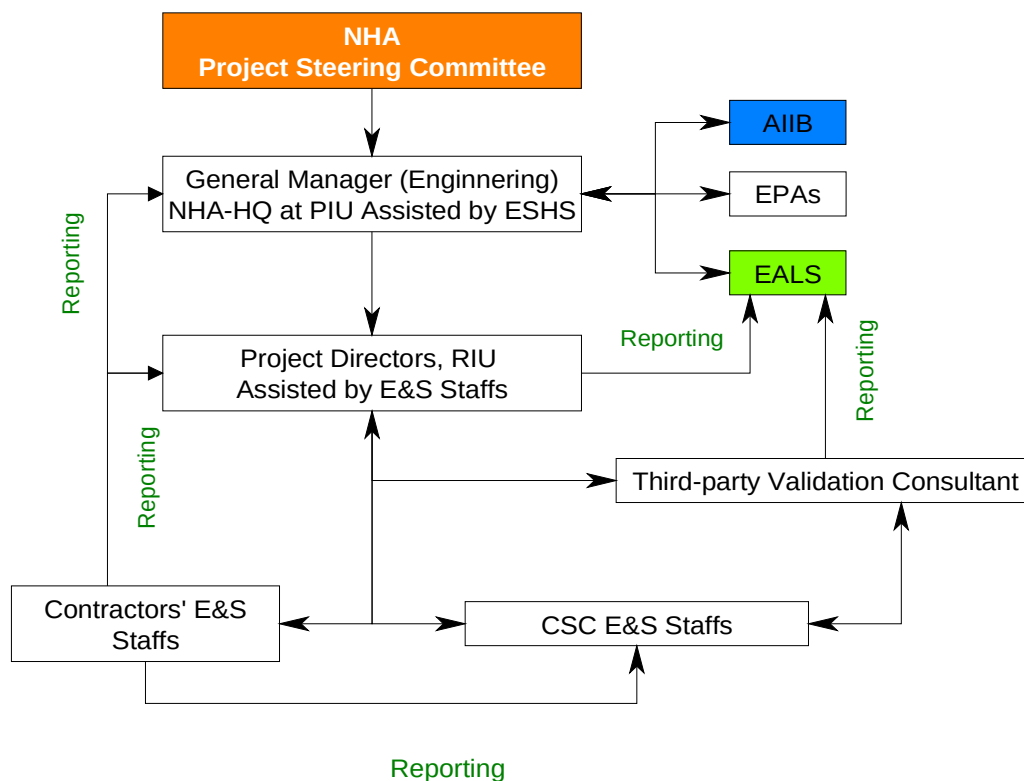 NHA
Project Steering Committee
AIIB
General Manager (Enginnering)
NHA-HQ at PIU Assisted by ESHS
EPAs
Reporting
EALS
Reporting
Project Directors, RIU
Assisted by E&S Staffs
Reporting
Reporting
Third-party Validation Consultant
Contractors' E&S
Staffs
CSC E&S Staffs
Reporting